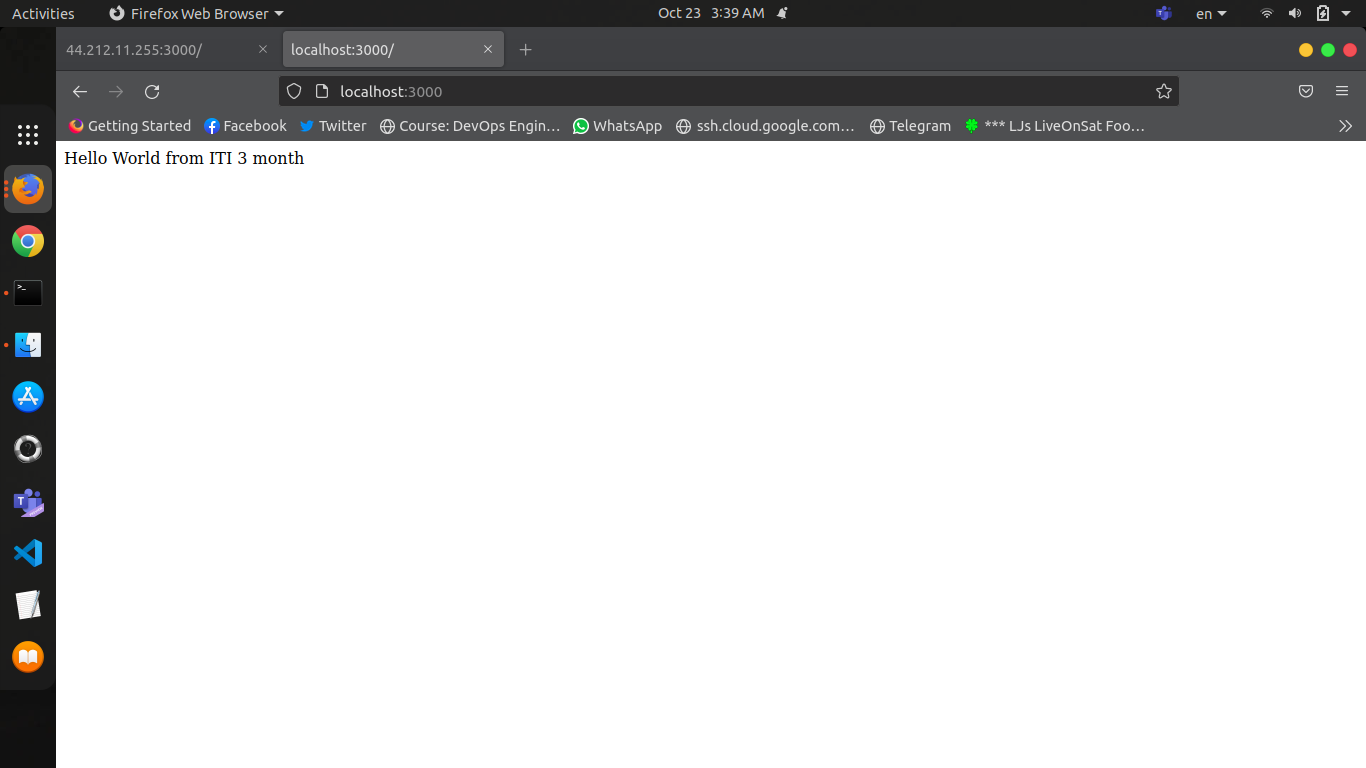 Activities Firefox Web Browser Oct 23 3:39 AM en
44.212.11.255:3000/ localhost:3000/
localhost:3000
Getting Started Facebook Twitter Course: DevOps Engin… WhatsApp ssh.cloud.google.com… Telegram *** LJs LiveOnSat Foo…
Hello World from ITI 3 month